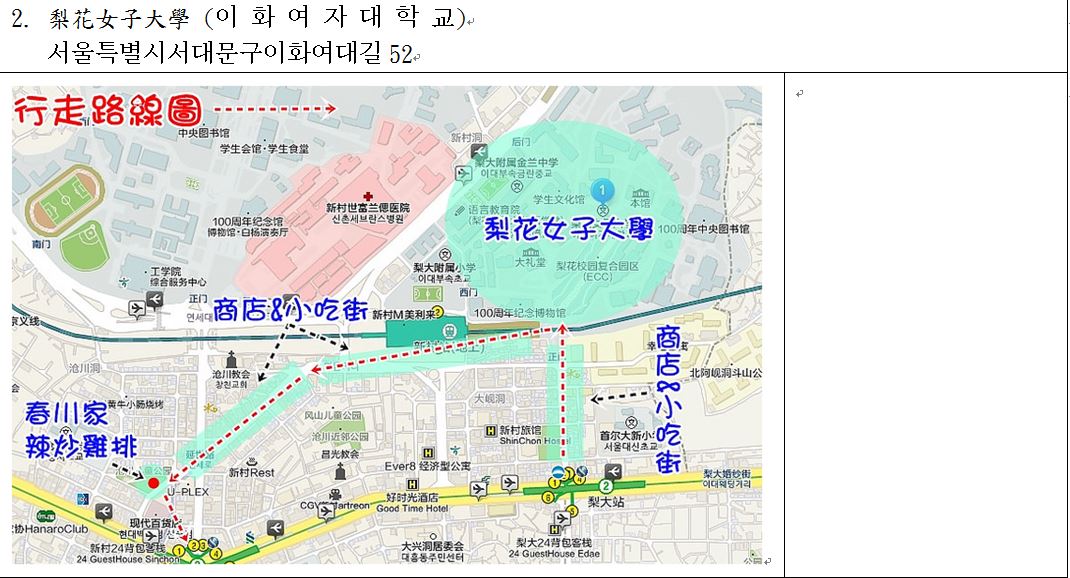 2. 梨花女子大學 (이 화 여 자 대 학 교)
서울특별시서대문구이화여대길 52
行走路線圖
中央图书馆
学生会馆·学生食堂
新村洞
后门
梨大附属金兰中学
이대부속금란중교
1
学生文化馆
本馆
语言教育院
新村世富兰偲医院
신촌세브란스병원
梨花女子大學
100周年纪念馆
博物馆·白杨演奏厅
100周年中央图书馆
大礼堂
梨花校园复合园区
(ECC)
南门
工学院
综合服务中心
正门
梨大附属小学
이대부속초교
西门
商店&小吃街
新村M美利来
2
100周年纪念博物馆
京义线
沧川洞
沧川教会
창천교회
商店&小吃街
北阿岘洞斗山公
春川家
辣炒雞排
黄牛小肠烧烤
风山儿童公园
沧川近邻公园
大岘洞
新村旅馆
ShinChon Hostel
首尔大新小学
서울대신초교
昌光教会
新村Rest
Ever8 经济型公寓
U-PLEX
好时光酒店
Good Time Hotel
梨大站
2
梨大婚纱街
이대웨딩거리
HanaroClub
现代百货店
新村24背包客栈
24 GuestHouse Sinchon
大兴洞居委会
대흥동주민센터
梨大24背包客栈
24 GuestHouse Edae